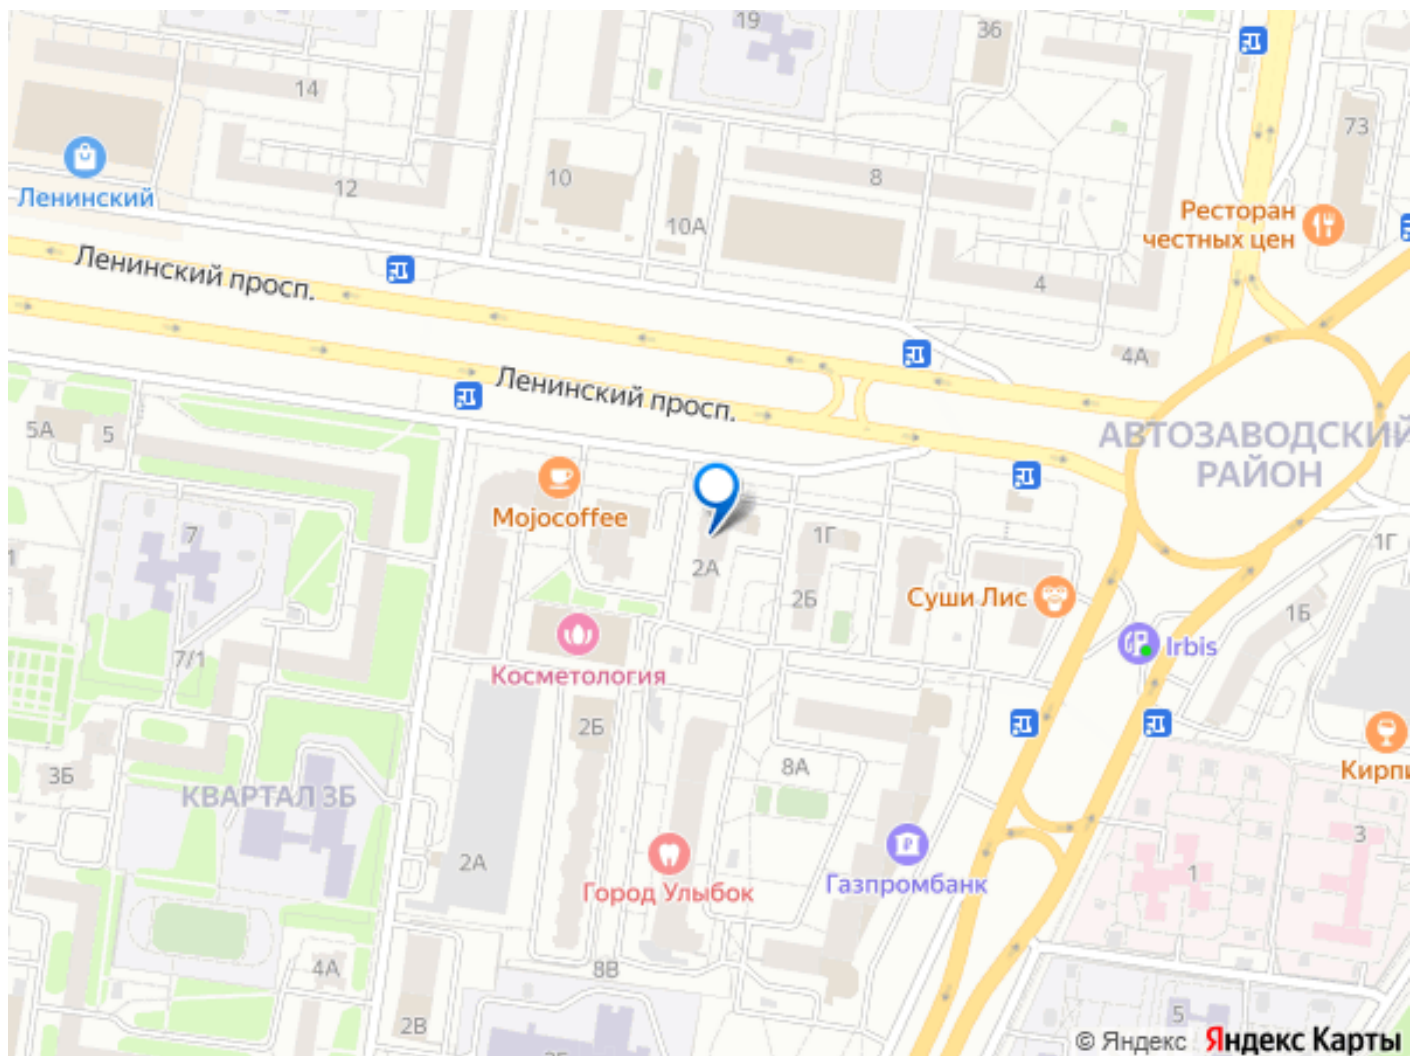 19
36
14
73
Ленинский
12
10
8
10А
Ресторан
честных цен
Ленинский просп.
4
4А
Ленинский просп.
5А
5
АВТОЗАВОДСКИЙ
РАЙОН
Mojocoffee
7
1Г
1Г
2А
2Б
Суши Лис
1Б
Irbis
7/1
Косметология
2Б
3Б
КВАРТАЛ 3Б
8А
2А
Кирпи
3
1
Город Улыбок
Газпромбанк
4А
8В
2В
5
© Яндекс Яндекс Карты